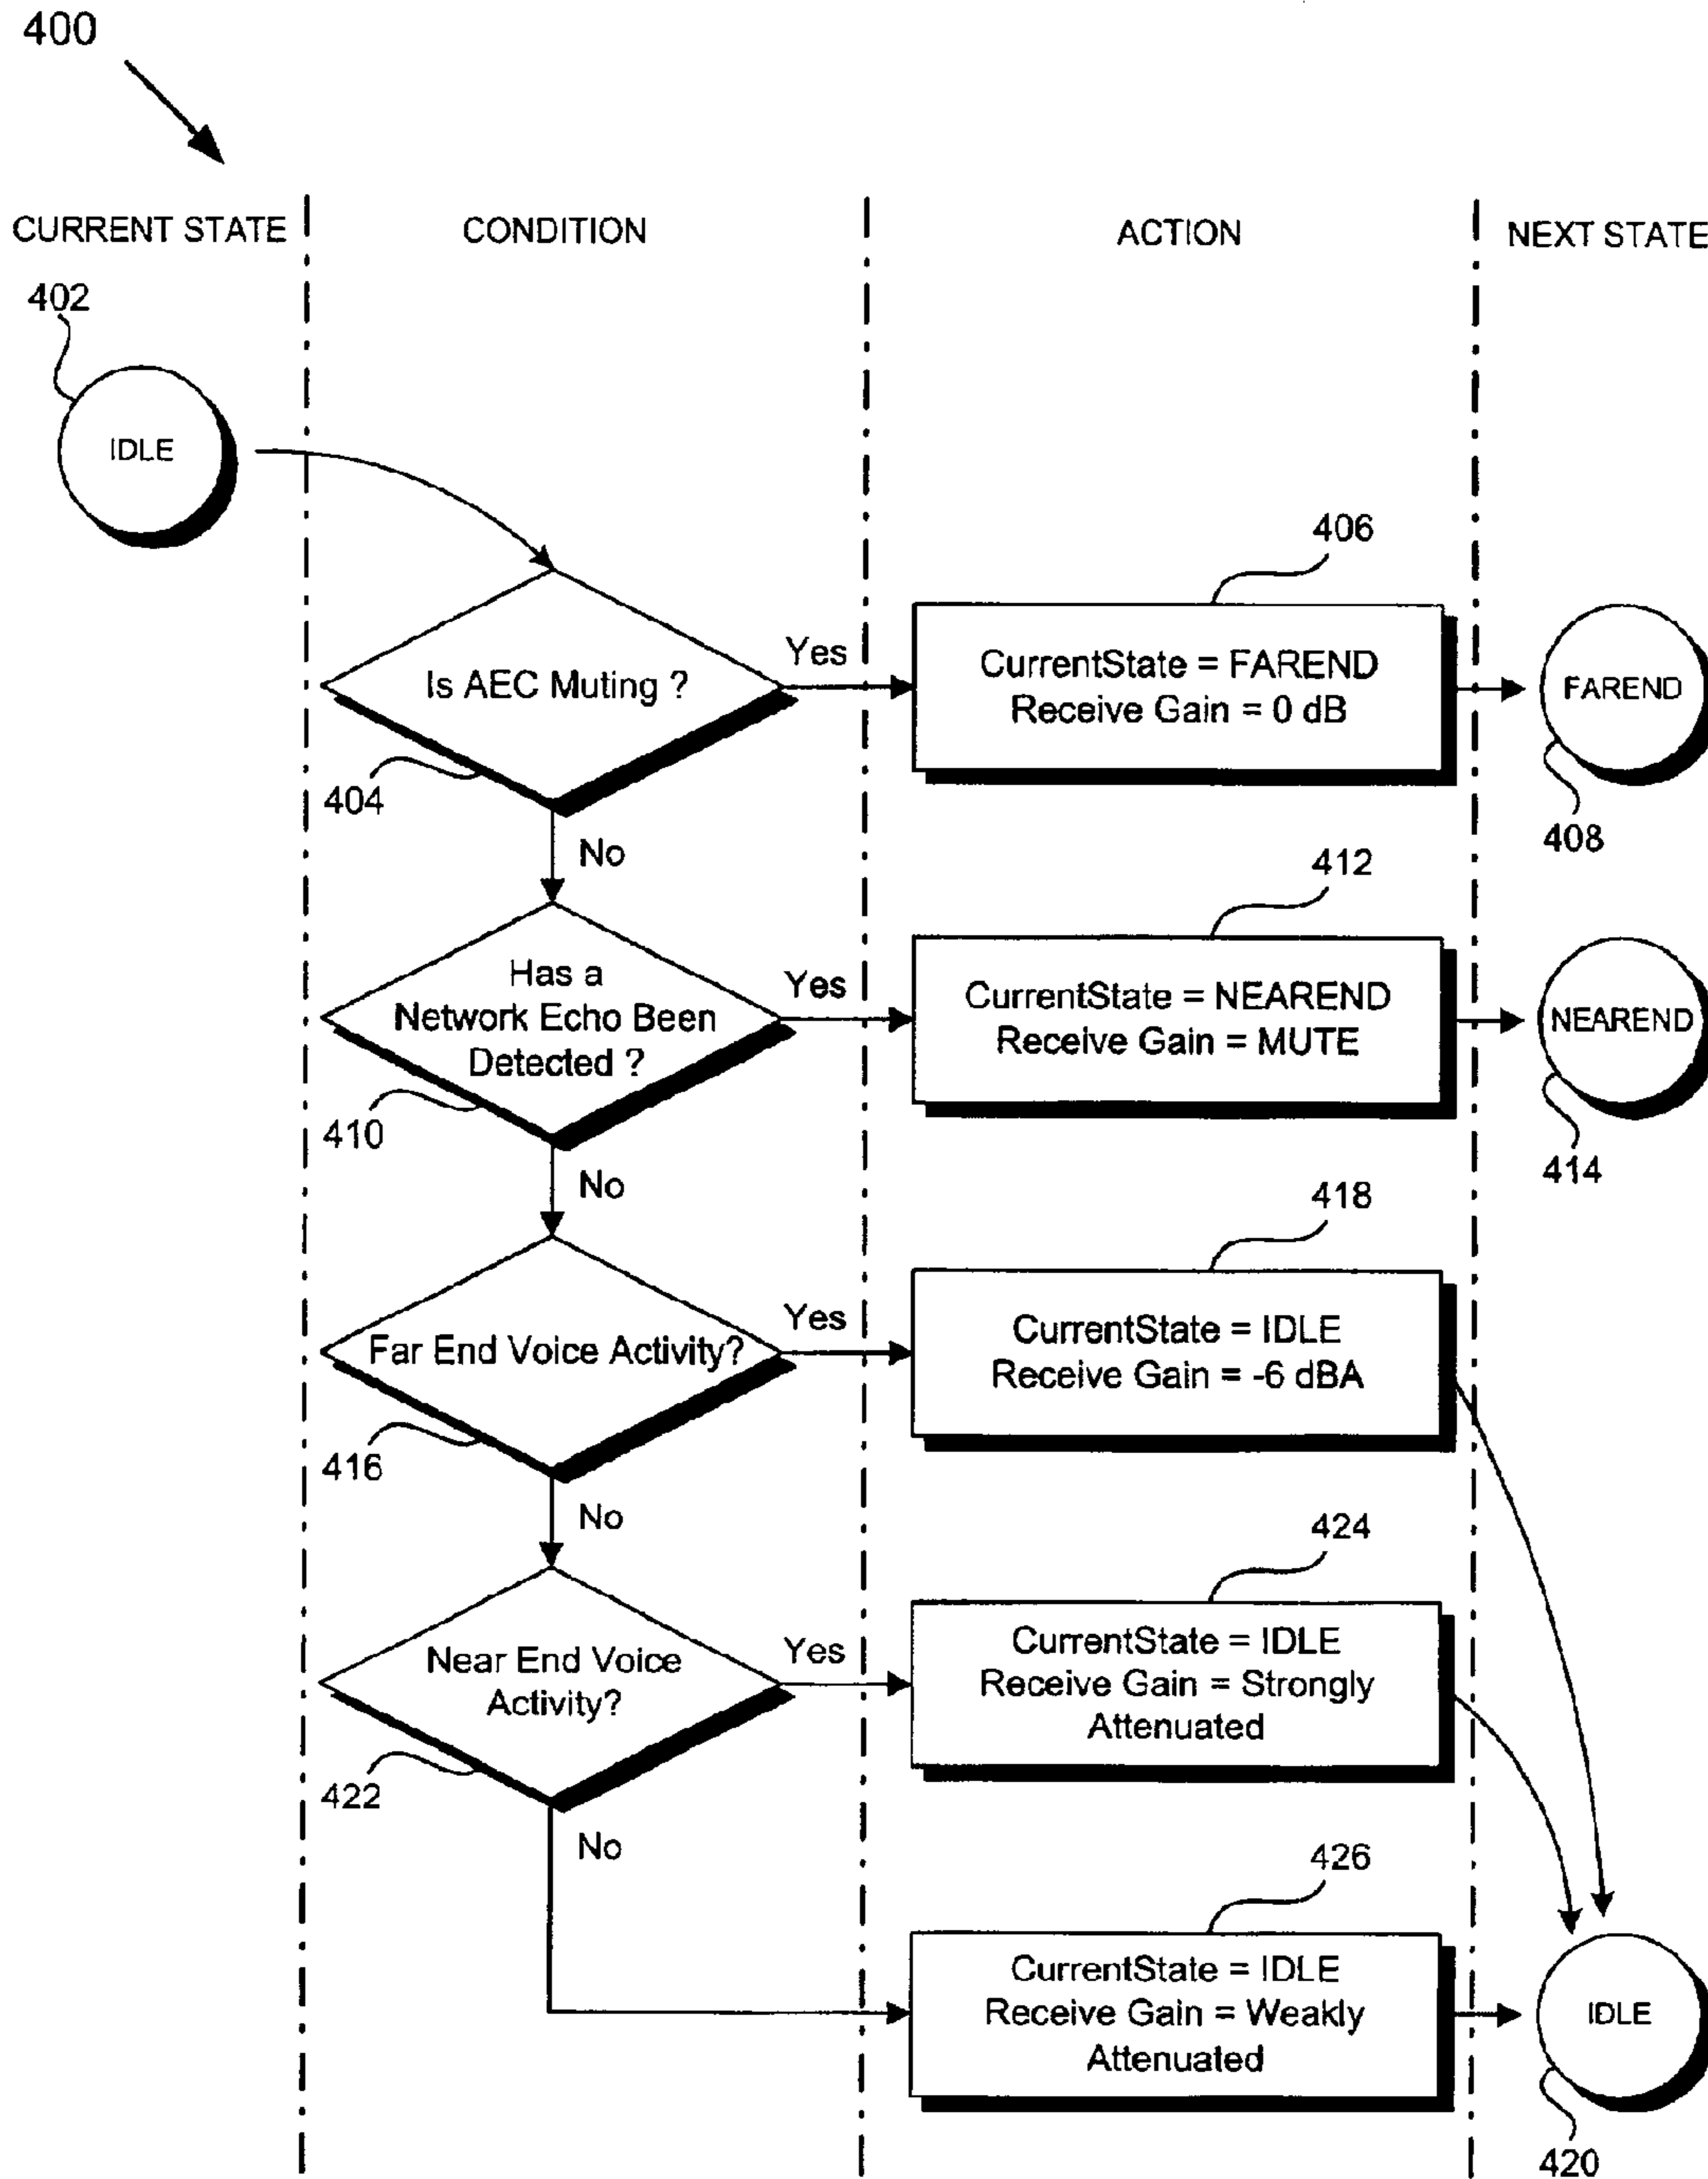 400
CURRENT STATE
CONDITION
ACTION
NEXT STATE
402
IDLE
406
Is AEC Muting ?
Yes
CurrentState = FAREND
Receive Gain = 0 dB
FAREND
404
408
No
412
Has a
Network Echo Been
Detected ?
Yes
CurrentState = NEAREND
Receive Gain = MUTE
NEAREND
410
414
No
418
Far End Voice Activity?
Yes
CurrentState = IDLE
Receive Gain = -6 dBA
416
No
424
Near End Voice
Activity?
Yes
CurrentState = IDLE
Receive Gain = Strongly
Attenuated
422
No
426
CurrentState = IDLE
Receive Gain = Weakly
Attenuated
IDLE
420